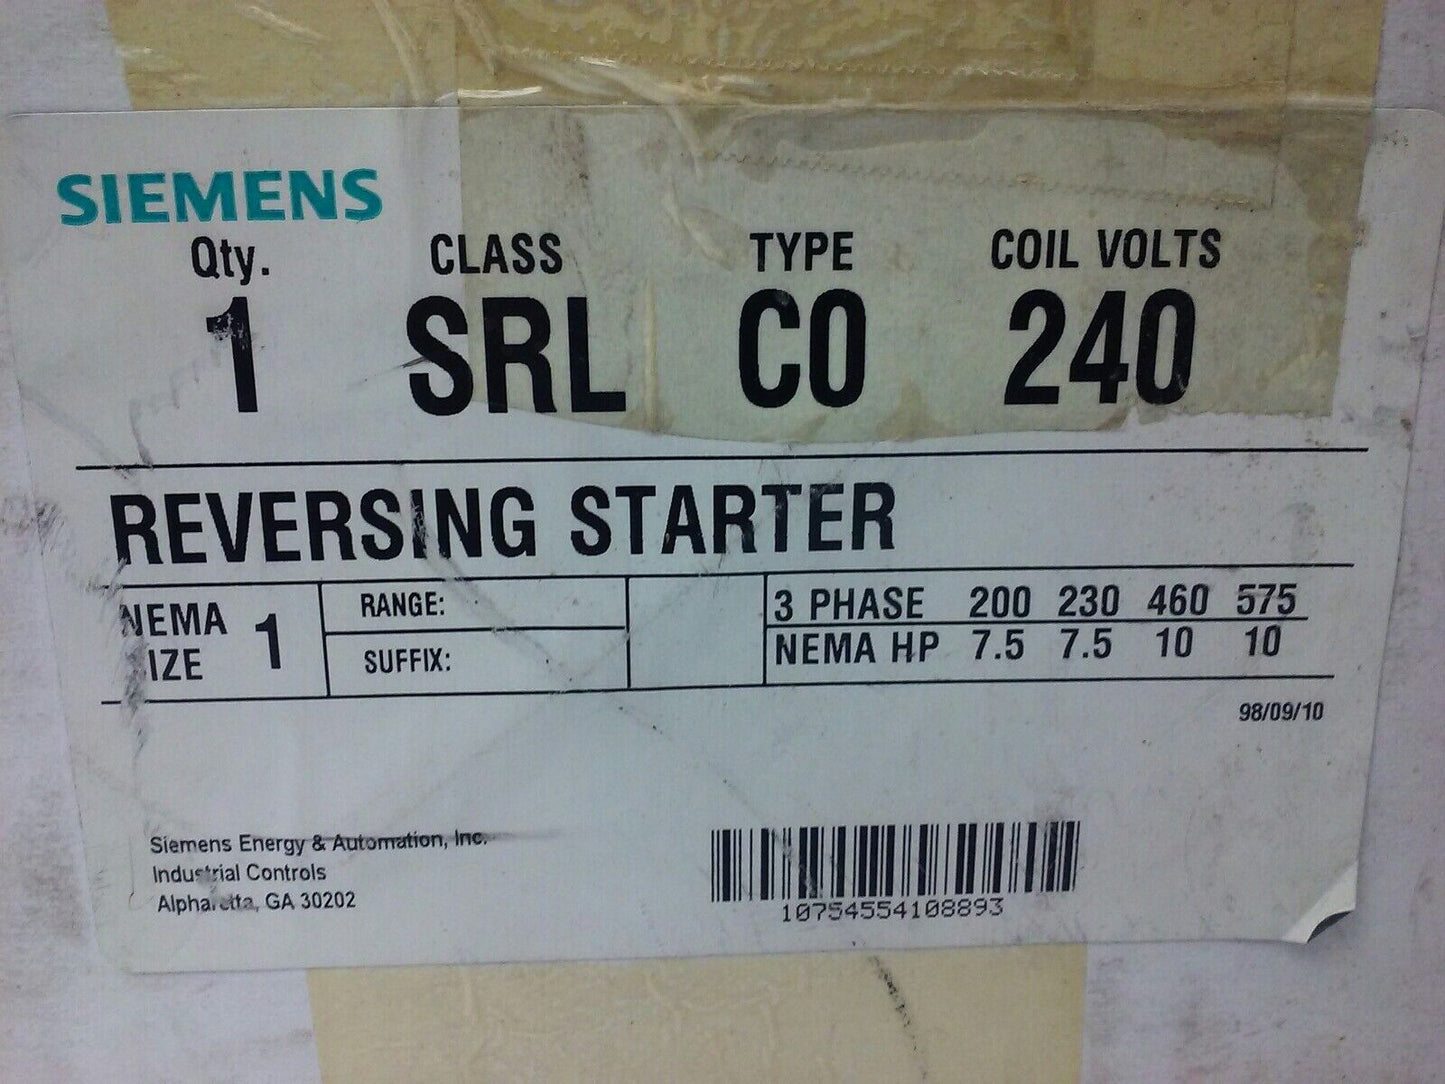 SIEMENS
Qty. CLASS TYPE COIL VOLTS
1 SRL CO 240
REVERSING STARTER
NEMA SIZE 1
RANGE:
SUFFIX:
3 PHASE 200 230 460 575
NEMA HP 7.5 7.5 10 10
98/09/10
Siemens Energy & Automation, Inc.
Industrial Controls
Alpharetta, GA 30202
10754554108893